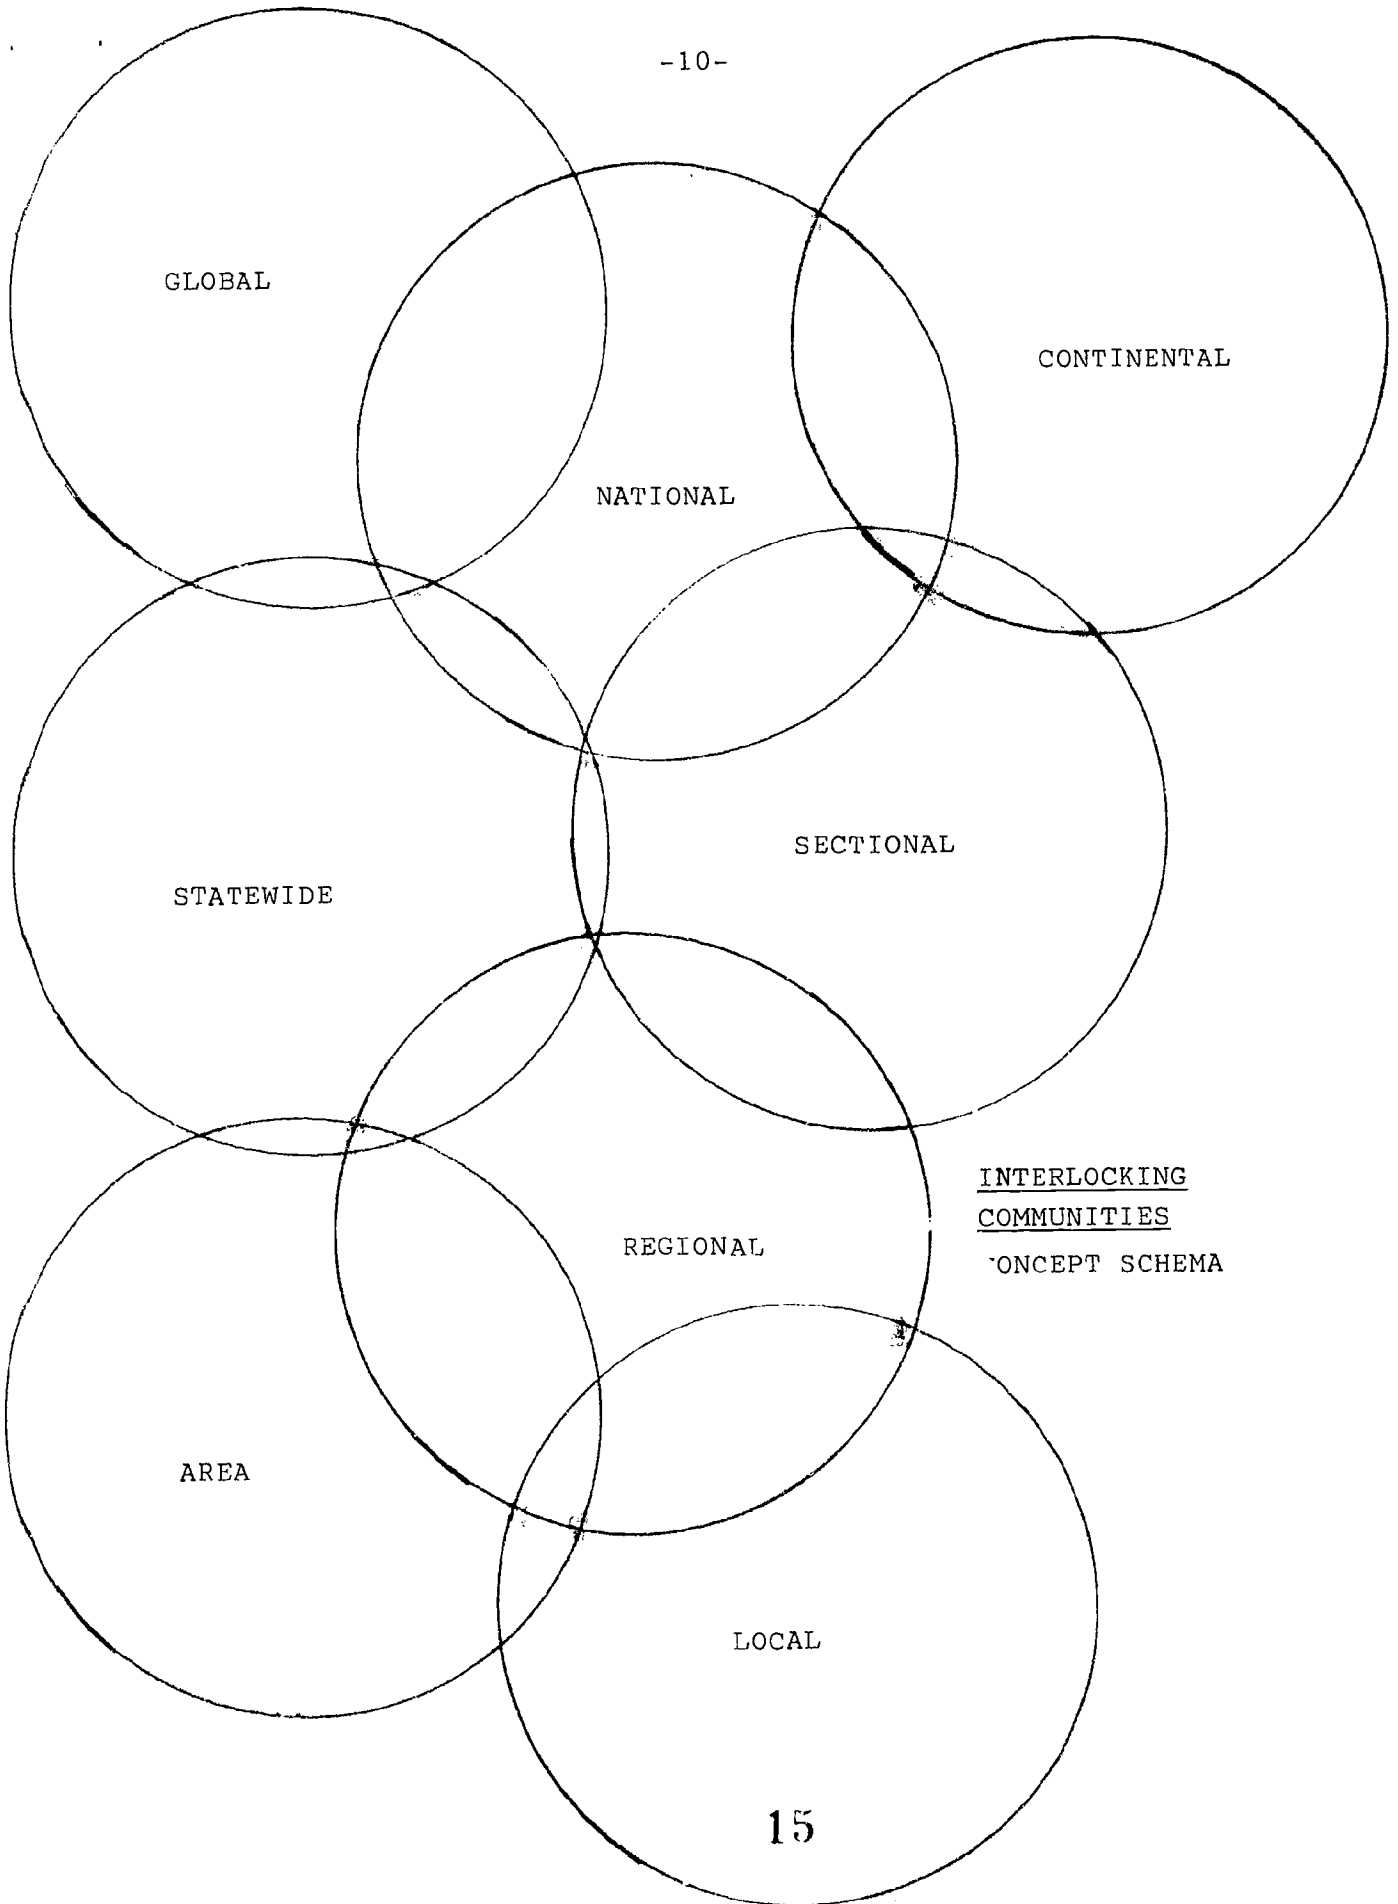 -10-
GLOBAL
CONTINENTAL
NATIONAL
SECTIONAL
STATEWIDE
INTERLOCKING
COMMUNITIES
ONCEPT SCHEMA
REGIONAL
AREA
LOCAL
15